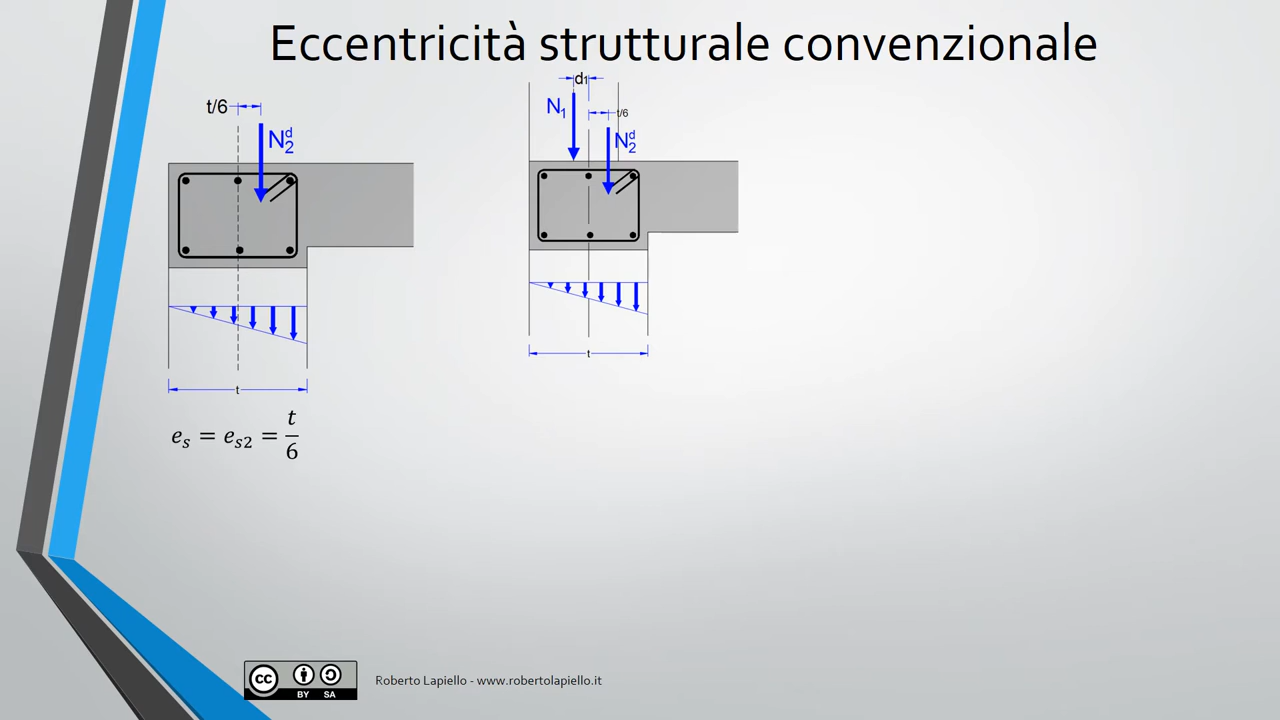 Eccentricità strutturale convenzionale
t/6
N₂ᵈ
t
eₛ = eₛ₂ = t/6
d₁
N₁
t/6
N₂ᵈ
t
cc BY SA
Roberto Lapiello - www.robertolapiello.it